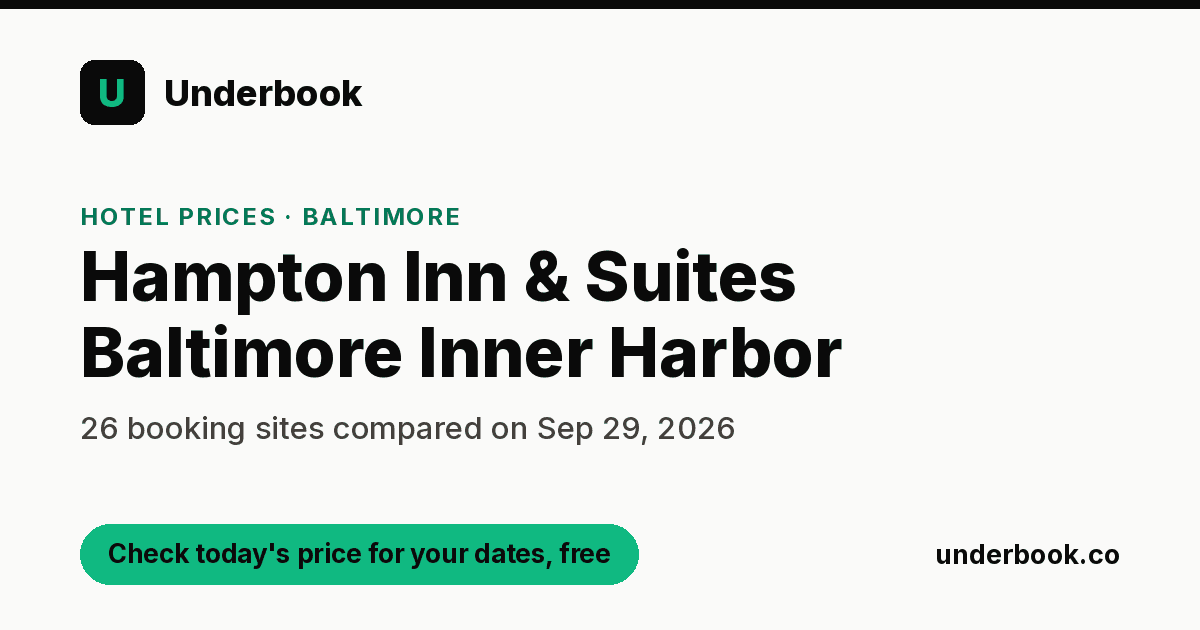 U
Underbook
HOTEL PRICES · BALTIMORE
Hampton Inn & Suites
Baltimore Inner Harbor
26 booking sites compared on Sep 29, 2026
Check today's price for your dates, free
underbook.co